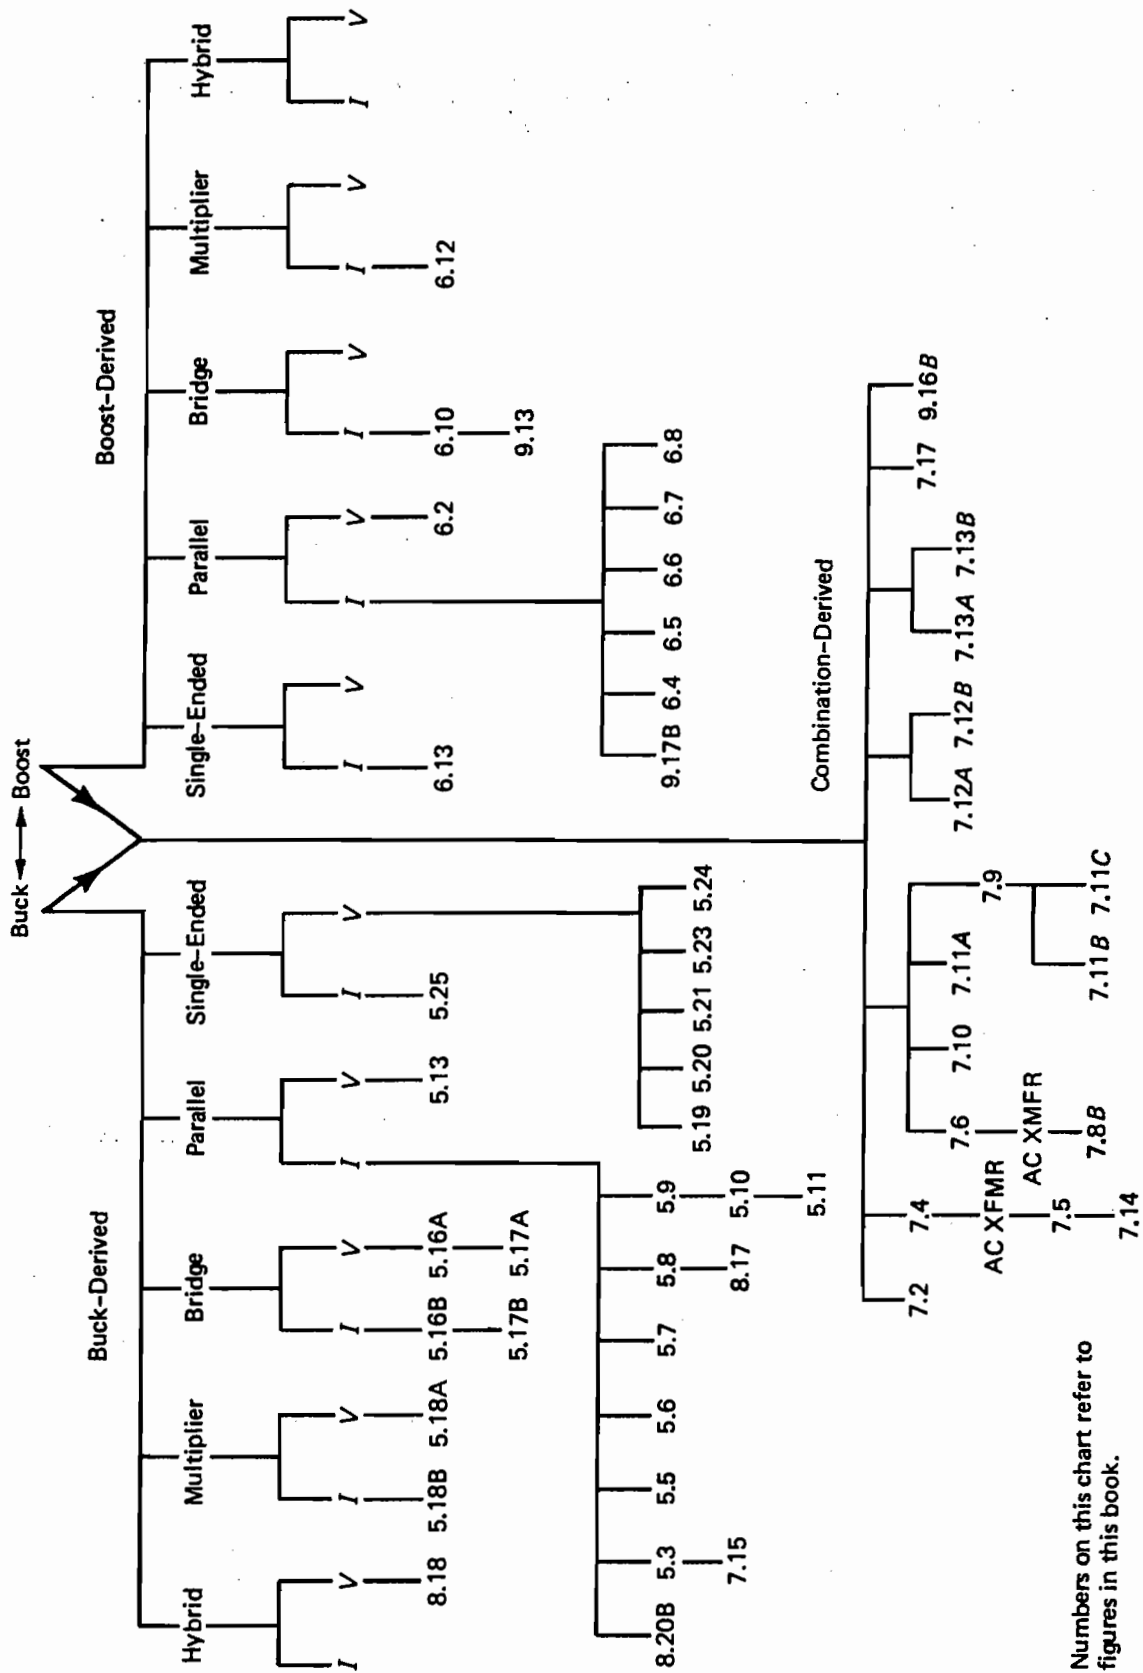 Buck Boost
Buck-Derived
Boost-Derived
Hybrid Multiplier Bridge Parallel Single-Ended
Single-Ended Parallel Bridge Multiplier Hybrid
I V I V I V I V I V
I V I V I V I V I V
8.18 5.18B 5.18A 5.16B 5.16A 5.13 5.25
6.13 6.2 6.10 6.12
5.17B 5.17A
9.13
8.20B 5.3 5.5 5.6 5.7 5.8 5.9
5.19 5.20 5.21 5.23 5.24
9.17B 6.4 6.5 6.6 6.7 6.8
7.15 8.17 5.10
5.11
Combination-Derived
7.2 7.4 7.6 7.10 7.11A 7.9 7.12A 7.12B 7.13A 7.13B 7.17 9.16B
AC XFMR
AC XMFR
7.5 7.8B 7.11B 7.11C
7.14
Numbers on this chart refer to
figures in this book.